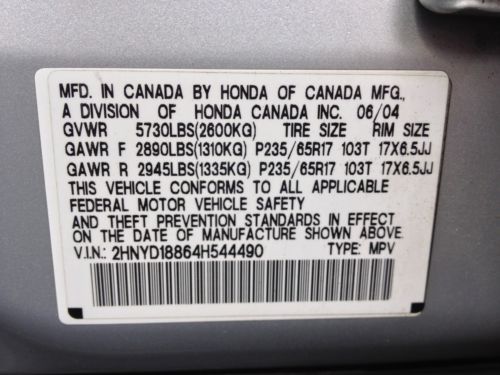 MFD. IN CANADA BY HONDA OF CANADA MFG.,
A DIVISION OF HONDA CANADA INC. 06/04
GVWR 5730LBS(2600KG) TIRE SIZE RIM SIZE
GAWR F 2890LBS(1310KG) P235/65R17 103T 17X6.5JJ
GAWR R 2945LBS(1335KG) P235/65R17 103T 17X6.5JJ
THIS VEHICLE CONFORMS TO ALL APPLICABLE
FEDERAL MOTOR VEHICLE SAFETY
AND THEFT PREVENTION STANDARDS IN EFFECT
ON THE DATE OF MANUFACTURE SHOWN ABOVE.
V.I.N.: 2HNYD18864H544490 TYPE: MPV